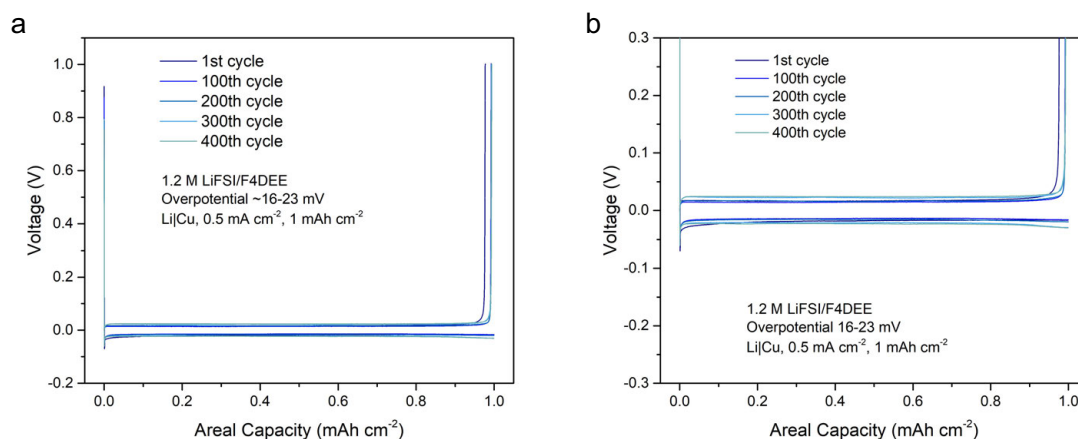 a
1st cycle
100th cycle
200th cycle
300th cycle
400th cycle
1.2 M LiFSI/F4DEE
Overpotential ~16-23 mV
Li|Cu, 0.5 mA cm⁻², 1 mAh cm⁻²
Voltage (V)
1.0
0.8
0.6
0.4
0.2
0.0
-0.2
0.0 0.2 0.4 0.6 0.8 1.0
Areal Capacity (mAh cm⁻²)
b
1st cycle
100th cycle
200th cycle
300th cycle
400th cycle
1.2 M LiFSI/F4DEE
Overpotential 16-23 mV
Li|Cu, 0.5 mA cm⁻², 1 mAh cm⁻²
Voltage (V)
0.3
0.2
0.1
0.0
-0.1
-0.2
-0.3
0.0 0.2 0.4 0.6 0.8 1.0
Areal Capacity (mAh cm⁻²)